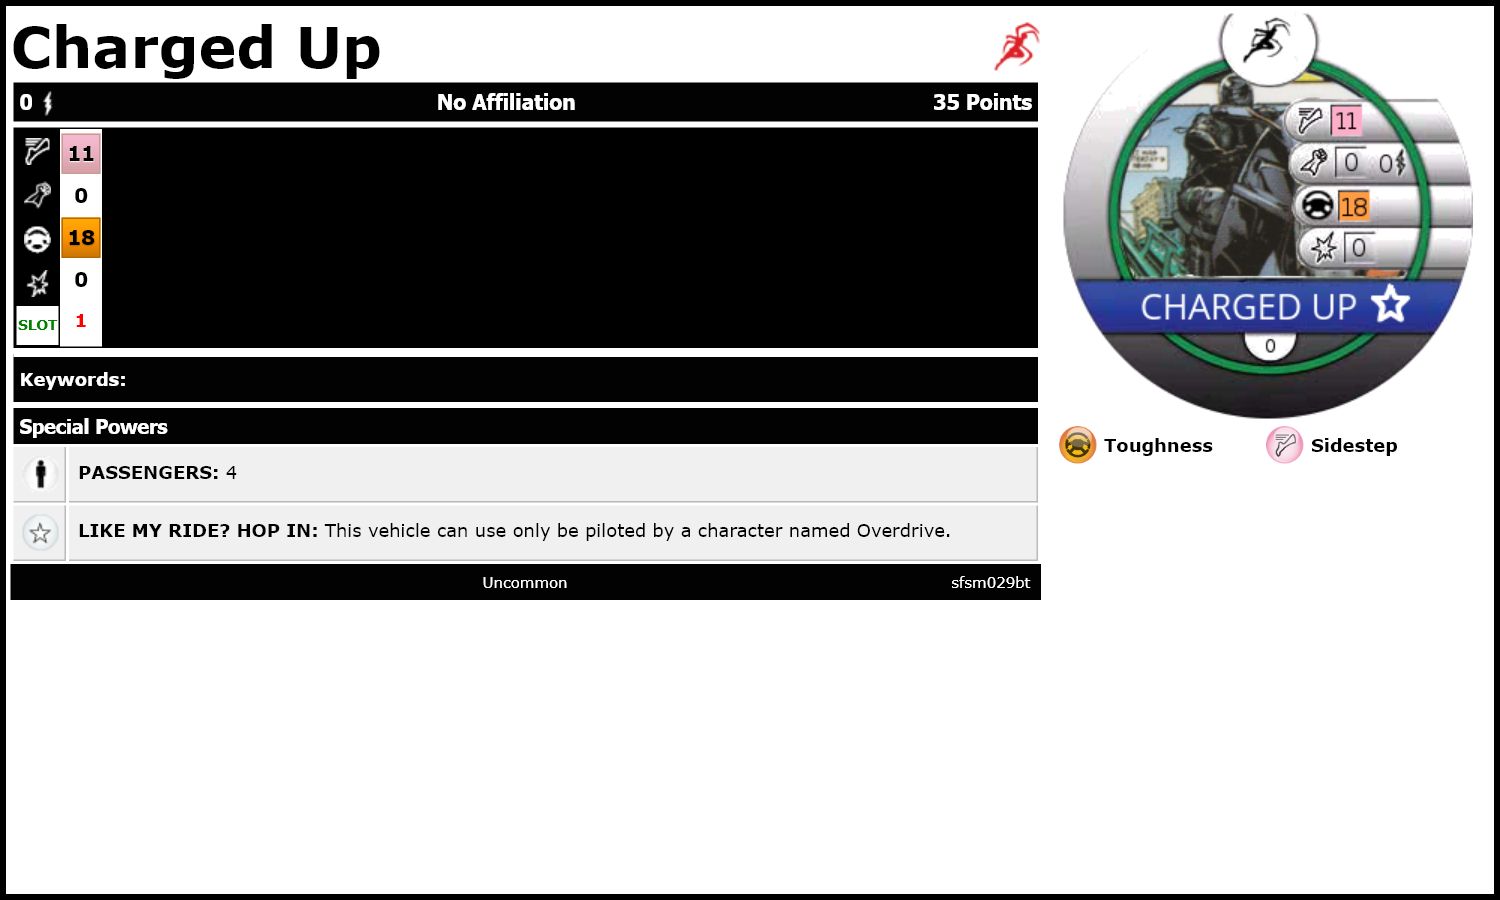 Charged Up
0 No Affiliation 35 Points
11
0
18
0
SLOT 1
Keywords:
Special Powers
PASSENGERS: 4
LIKE MY RIDE? HOP IN: This vehicle can use only be piloted by a character named Overdrive.
Uncommon sfsm029bt
11
0 0
18
0
CHARGED UP
0
Toughness Sidestep